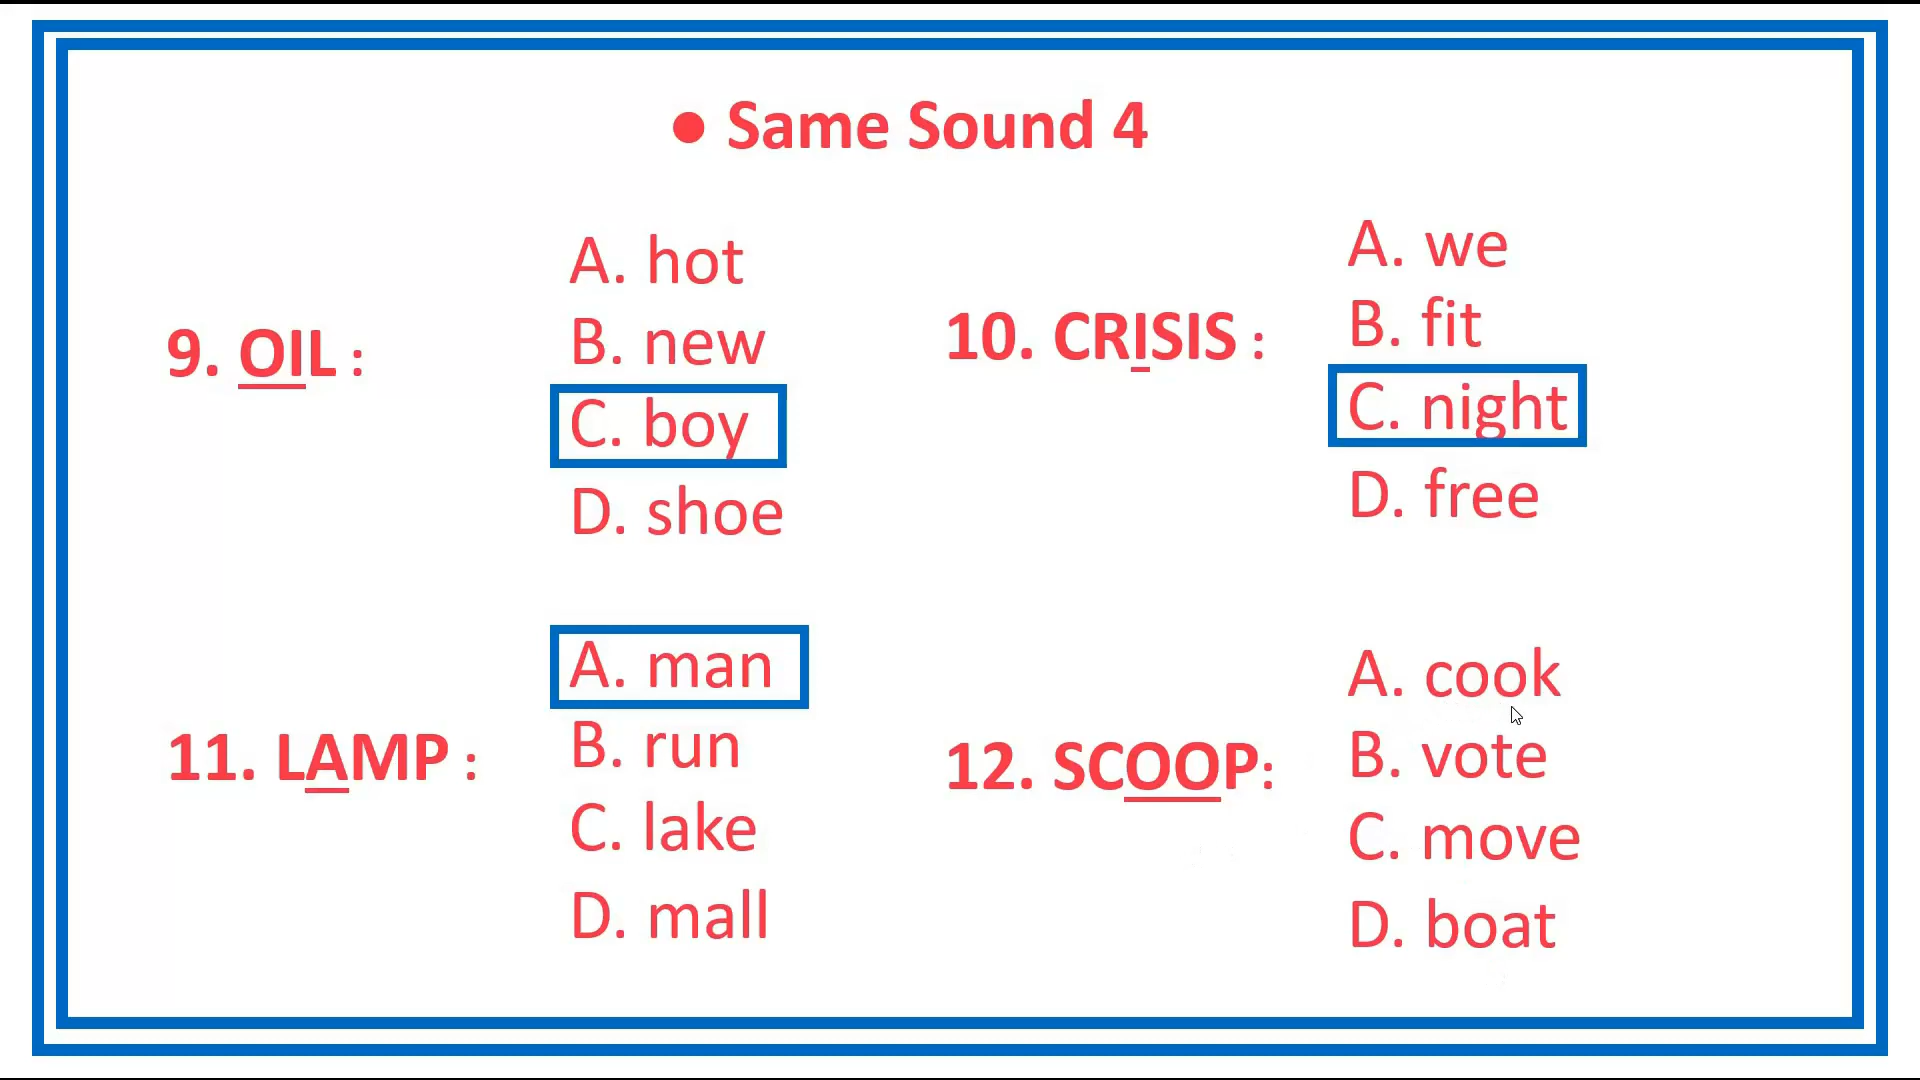 • Same Sound 4
9. OIL :
A. hot
B. new
C. boy
D. shoe
10. CRISIS :
A. we
B. fit
C. night
D. free
11. LAMP :
A. man
B. run
C. lake
D. mall
12. SCOOP:
A. cook
B. vote
C. move
D. boat